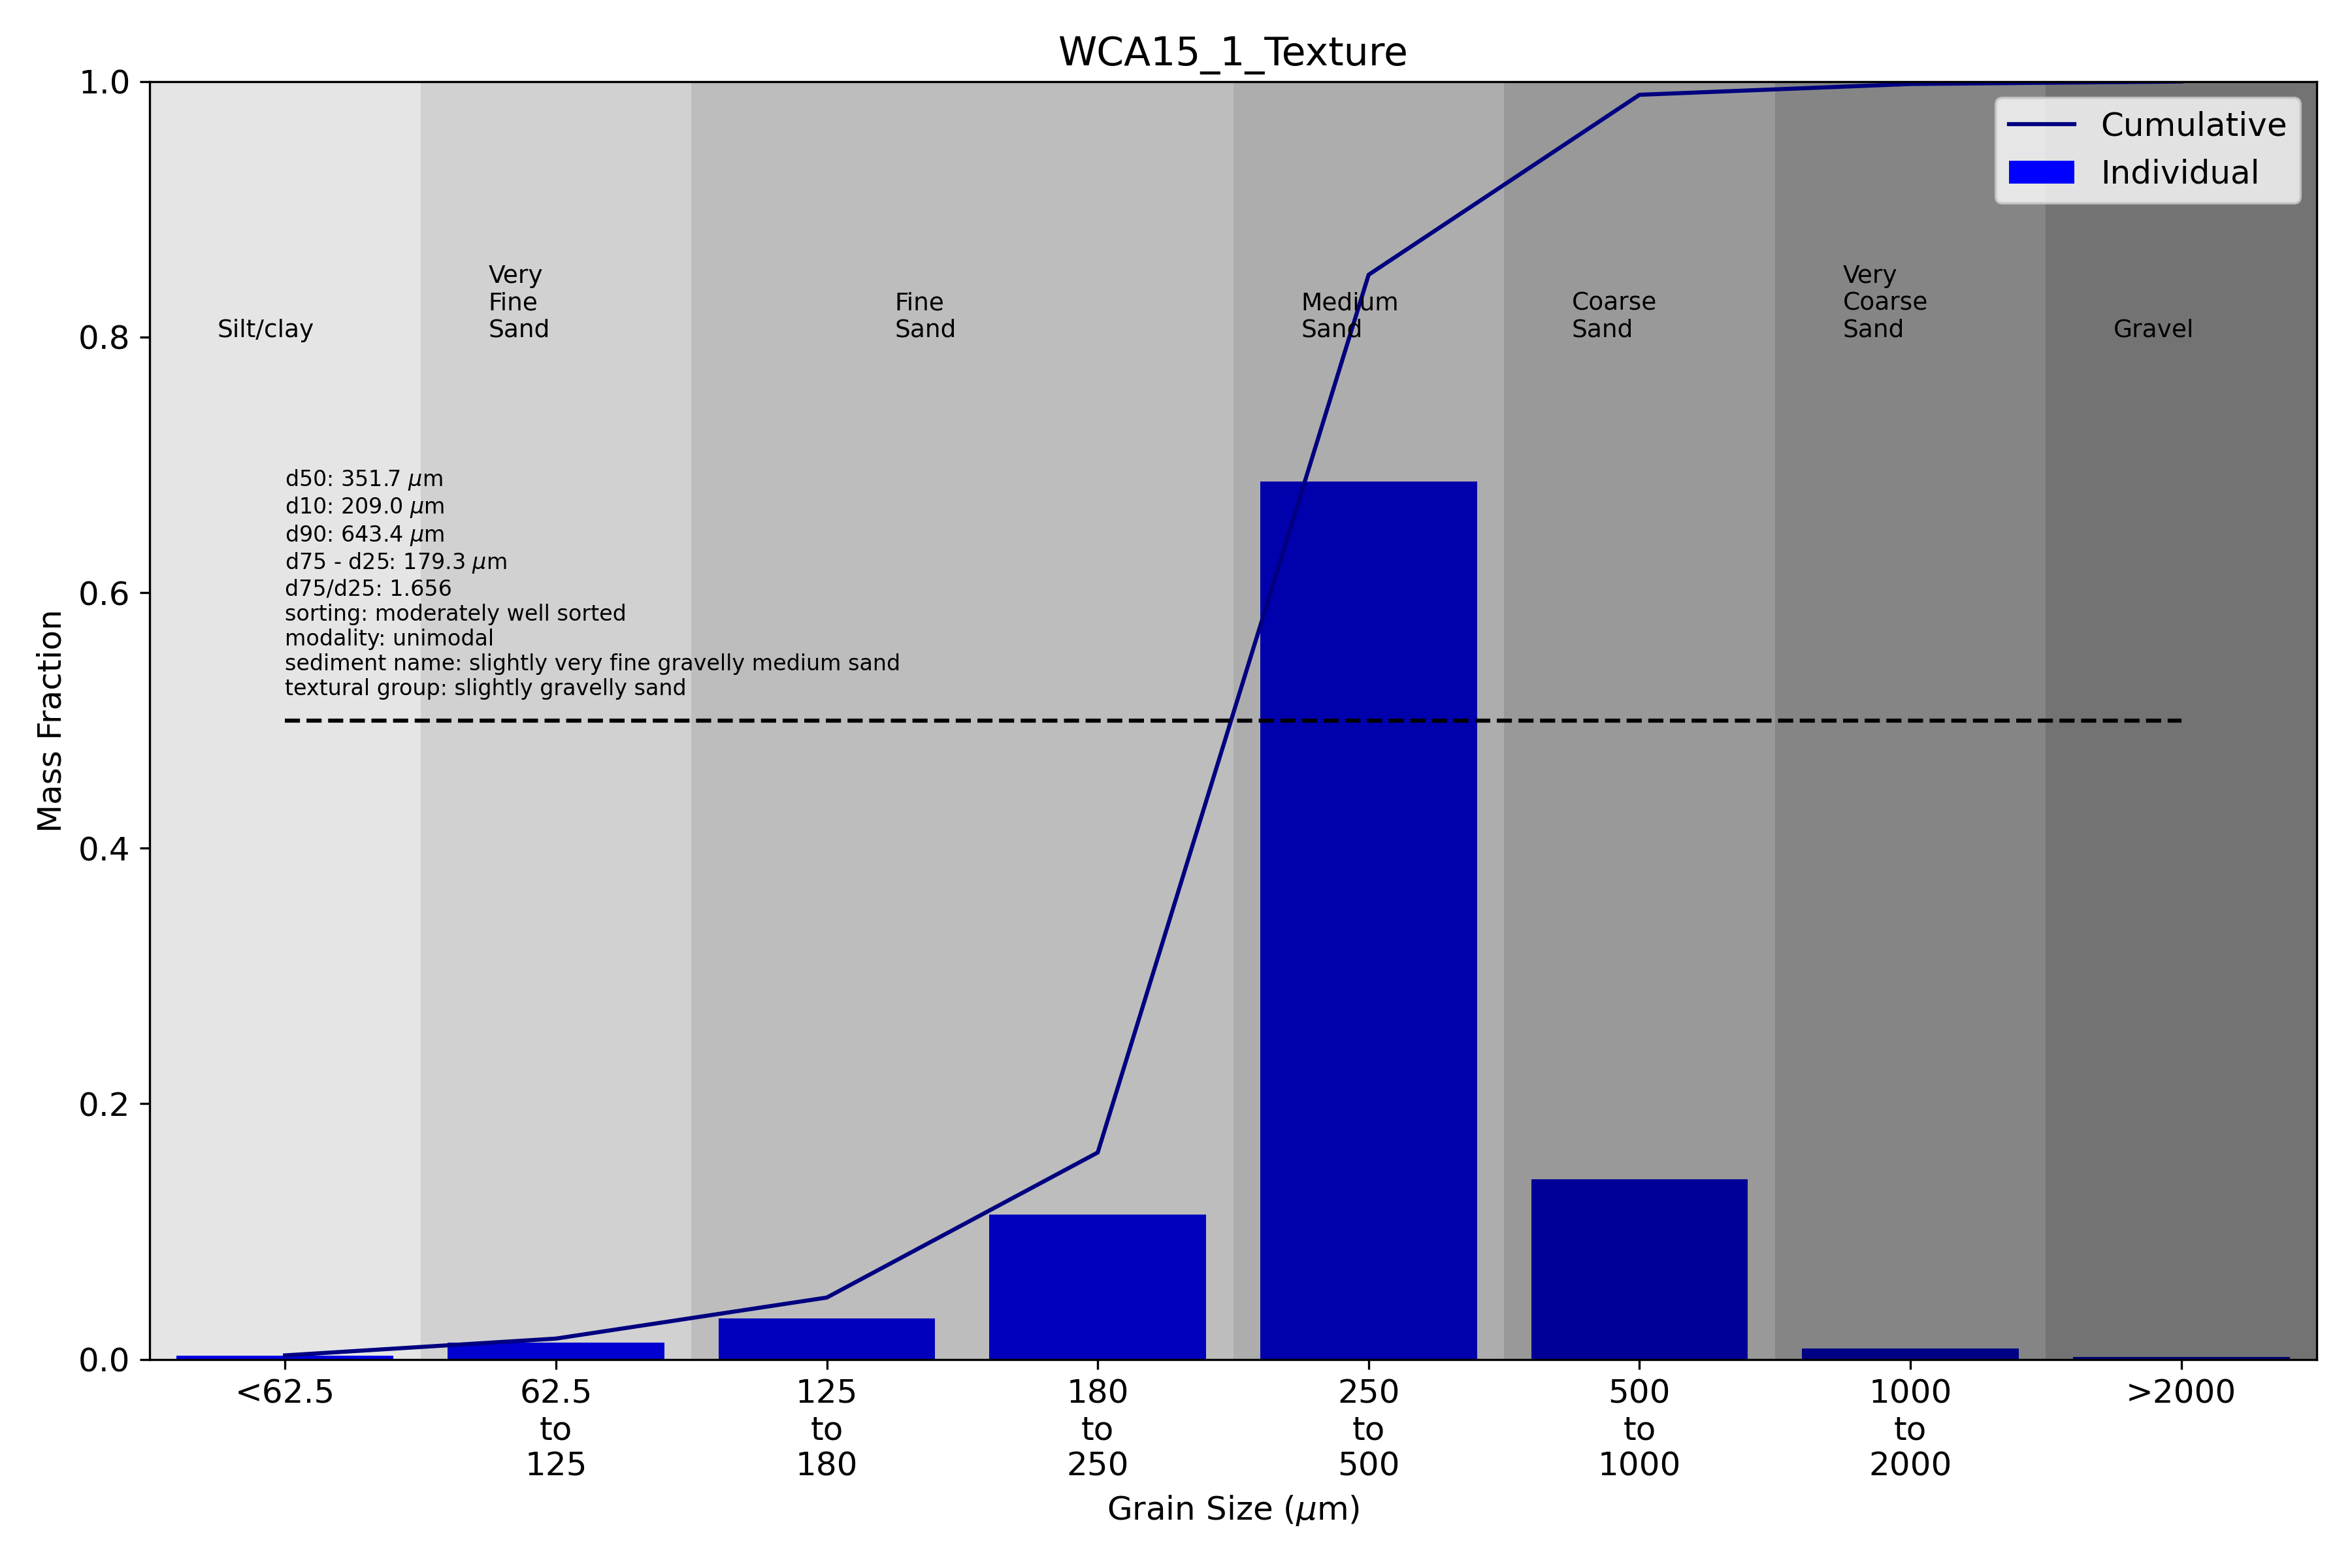 WCA15_1_Texture
1.0
0.8
0.6
0.4
0.2
0.0
Mass Fraction
Cumulative
Individual
Silt/clay
Very
Fine
Sand
Fine
Sand
Medium
Sand
Coarse
Sand
Very
Coarse
Sand
Gravel
d50: 351.7 μm
d10: 209.0 μm
d90: 643.4 μm
d75 - d25: 179.3 μm
d75/d25: 1.656
sorting: moderately well sorted
modality: unimodal
sediment name: slightly very fine gravelly medium sand
textural group: slightly gravelly sand
<62.5
62.5
to
125
125
to
180
180
to
250
250
to
500
500
to
1000
1000
to
2000
>2000
Grain Size (μm)